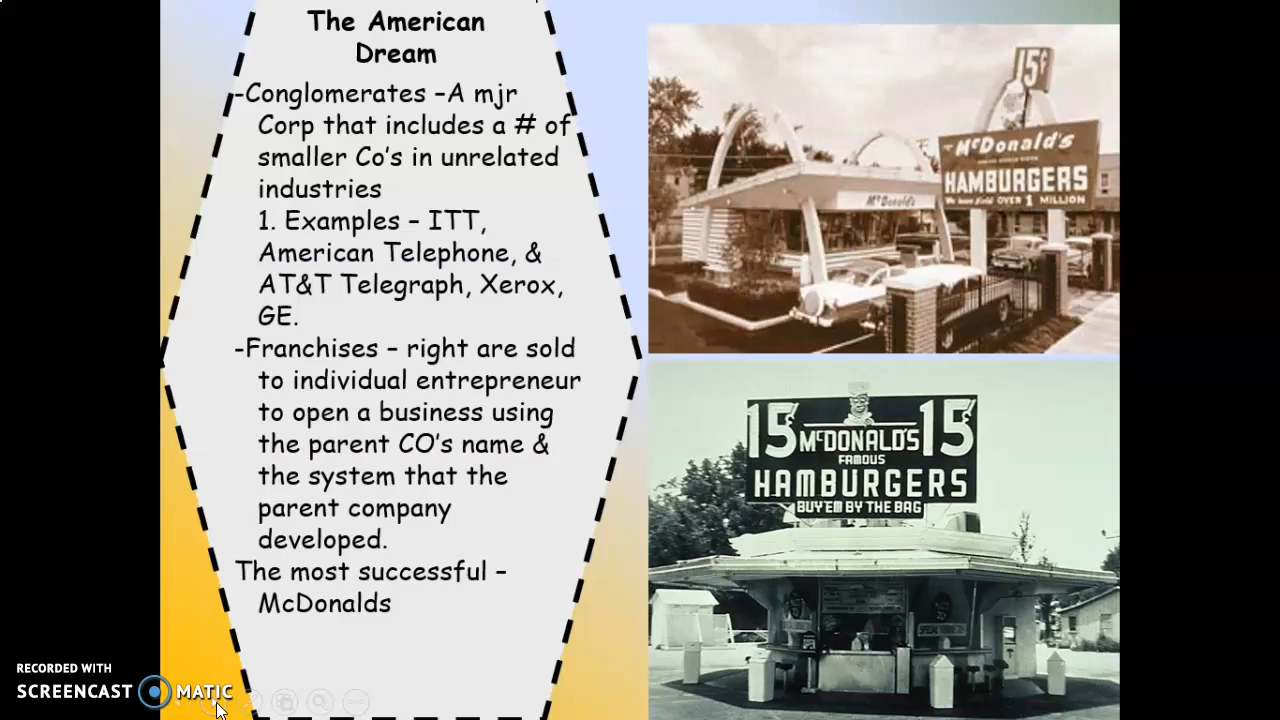 The American
Dream
-Conglomerates –A mjr
Corp that includes a # of
smaller Co's in unrelated
industries
1. Examples – ITT,
American Telephone, &
AT&T Telegraph, Xerox,
GE.
-Franchises – right are sold
to individual entrepreneur
to open a business using
the parent CO's name &
the system that the
parent company
developed.
The most successful –
McDonalds
15¢
McDonald's
HAMBURGERS
We have sold OVER 1 MILLION
McDonald's
15¢ McDONALD'S 15¢
FAMOUS
HAMBURGERS
BUY'EM BY THE BAG
RECORDED WITH
SCREENCAST MATIC